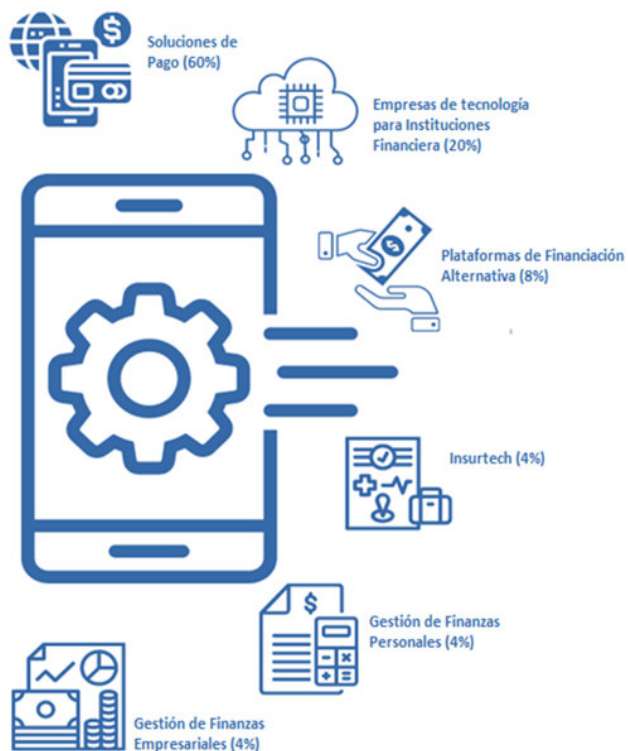 Soluciones de
Pago (60%)
Empresas de tecnología
para Instituciones
Financiera (20%)
Plataformas de Financiación
Alternativa (8%)
Insurtech (4%)
Gestión de Finanzas
Personales (4%)
Gestión de Finanzas
Empresariales (4%)